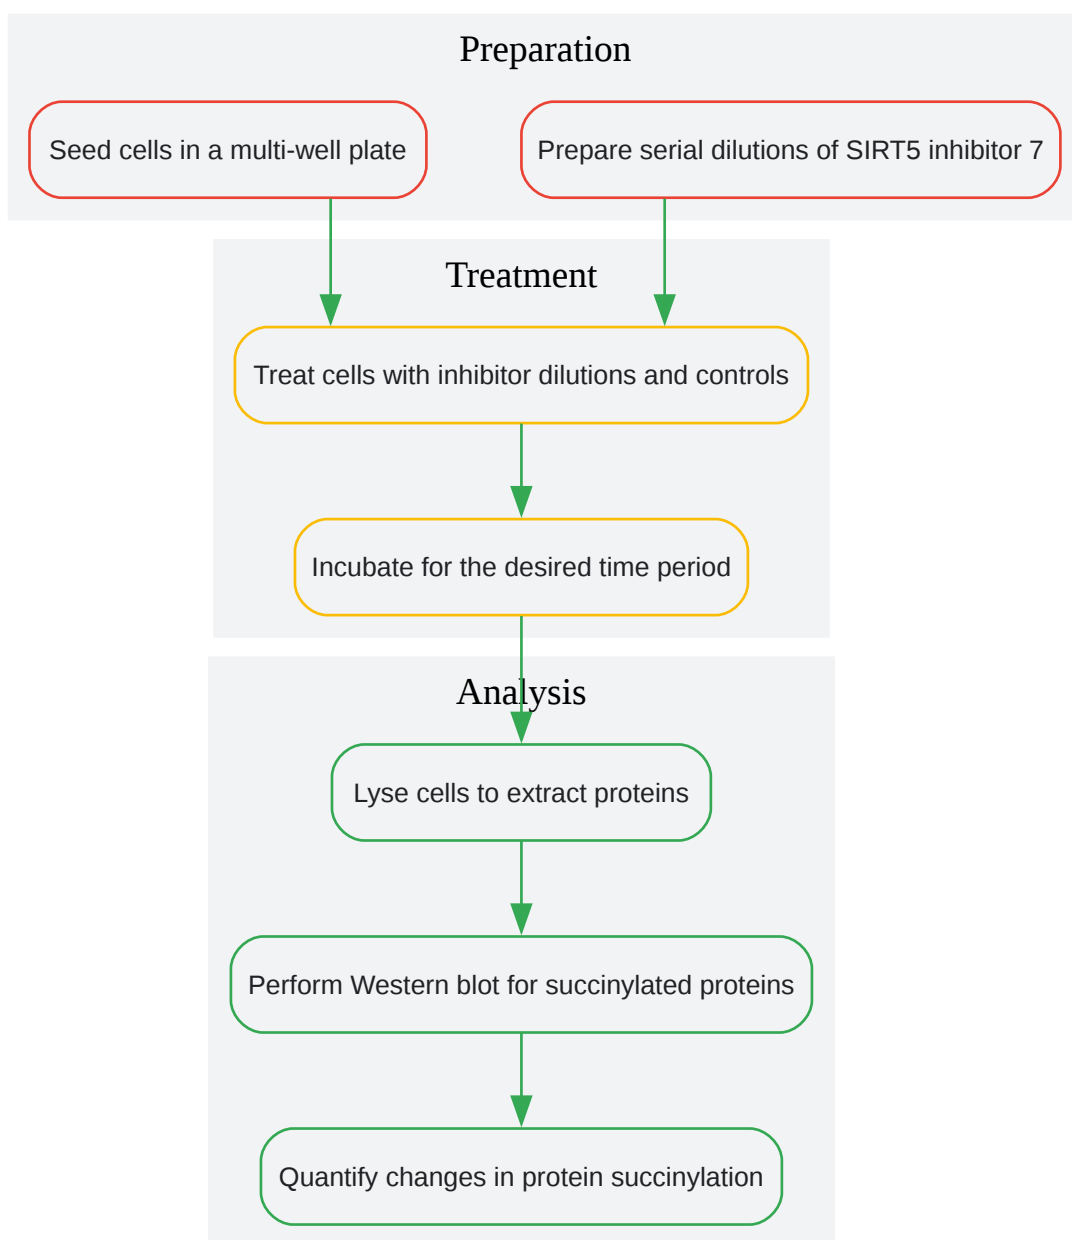 Preparation
Seed cells in a multi-well plate
Prepare serial dilutions of SIRT5 inhibitor 7
Treatment
Treat cells with inhibitor dilutions and controls
Incubate for the desired time period
Analysis
Lyse cells to extract proteins
Perform Western blot for succinylated proteins
Quantify changes in protein succinylation